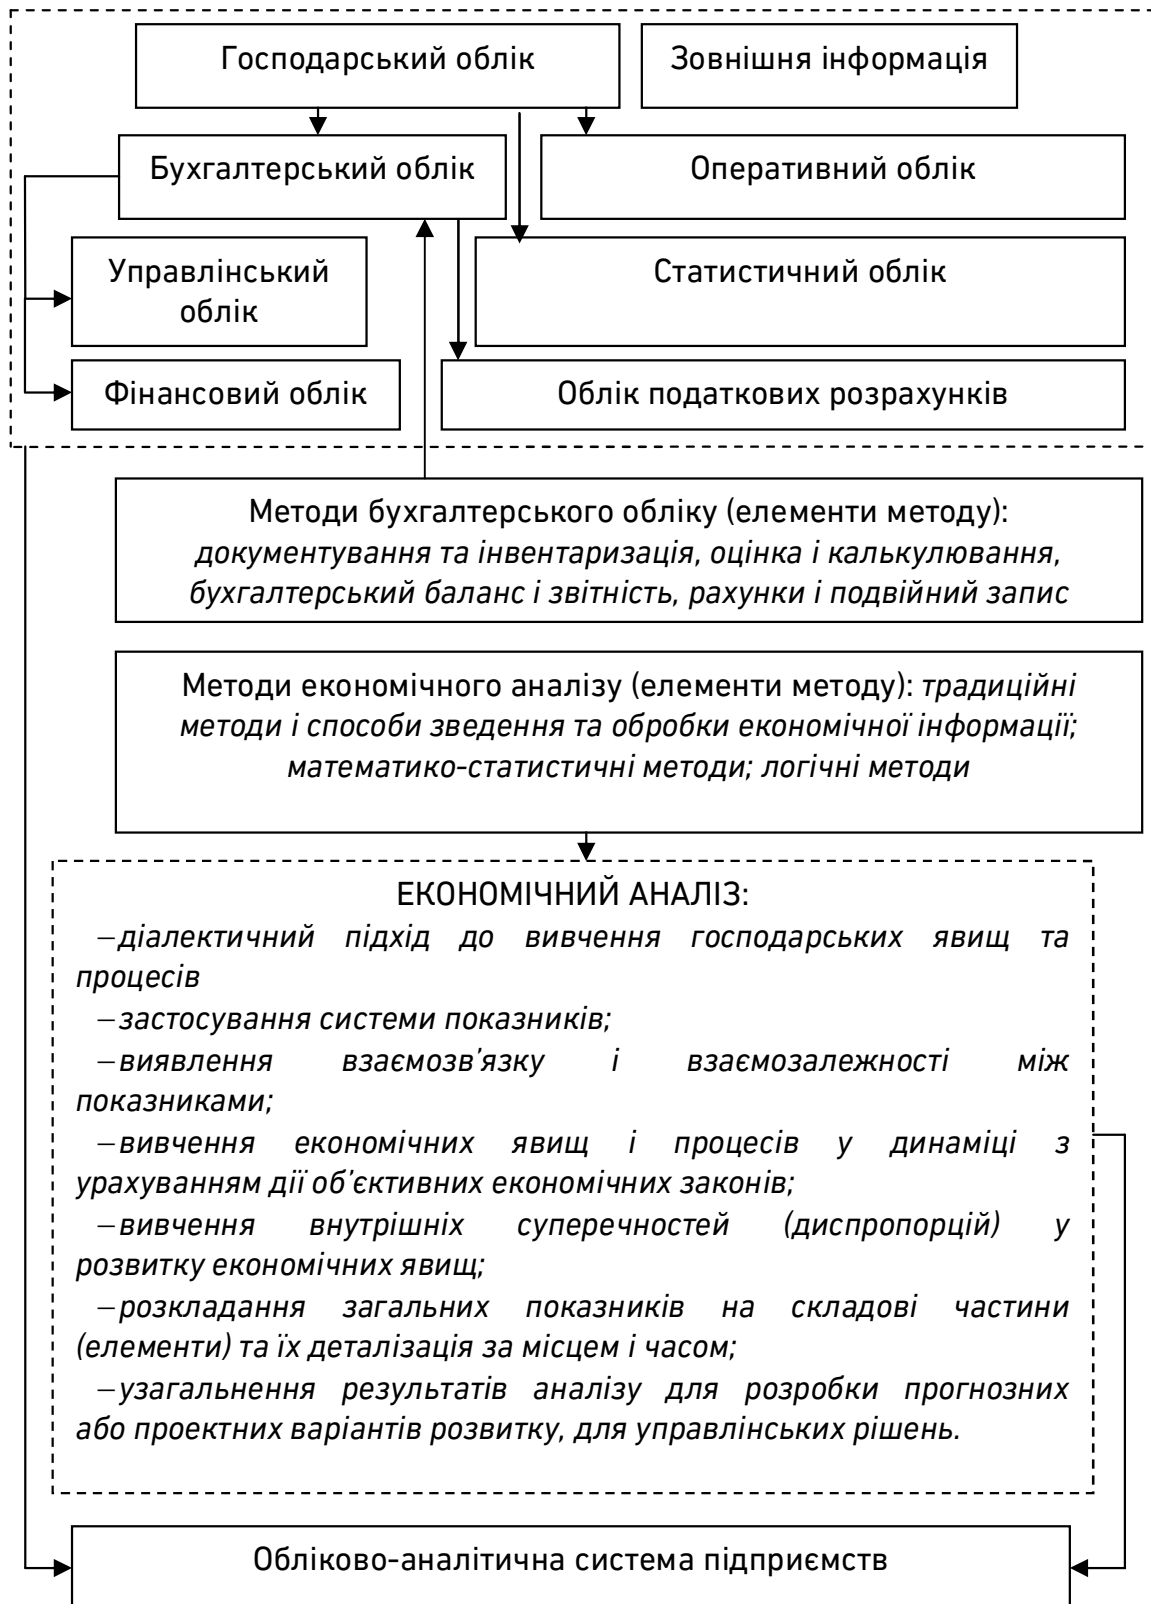 Господарський облік
Зовнішня інформація
Бухгалтерський облік
Оперативний облік
Управлінський
облік
Статистичний облік
Фінансовий облік
Облік податкових розрахунків
Методи бухгалтерського обліку (елементи методу):
документування та інвентаризація, оцінка і калькулювання,
бухгалтерський баланс і звітність, рахунки і подвійний запис
Методи економічного аналізу (елементи методу): традиційні
методи і способи зведення та обробки економічної інформації;
математико-статистичні методи; логічні методи
ЕКОНОМІЧНИЙ АНАЛІЗ:
–діалектичний підхід до вивчення господарських явищ та
процесів
–застосування системи показників;
–виявлення взаємозв'язку і взаємозалежності між
показниками;
–вивчення економічних явищ і процесів у динаміці з
урахуванням дії об’єктивних економічних законів;
–вивчення внутрішніх суперечностей (диспропорцій) у
розвитку економічних явищ;
–розкладання загальних показників на складові частини
(елементи) та їх деталізація за місцем і часом;
–узагальнення результатів аналізу для розробки прогнозних
або проектних варіантів розвитку, для управлінських рішень.
Обліково-аналітична система підприємств